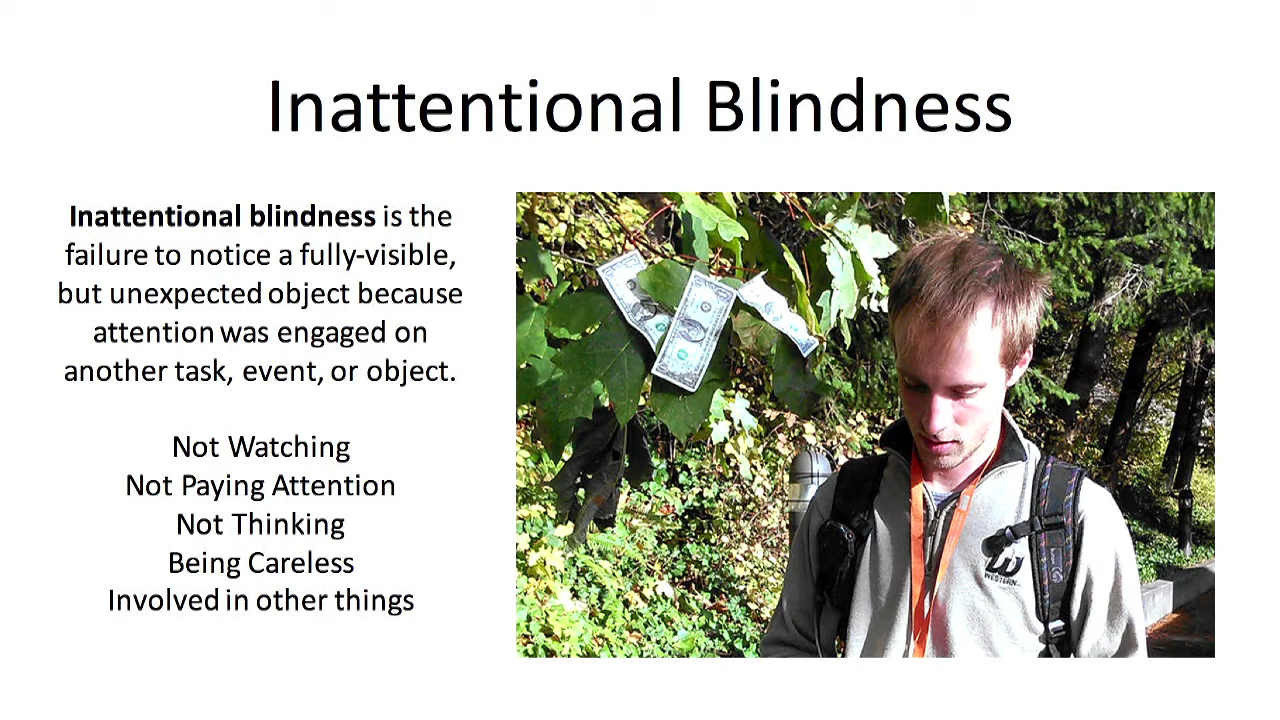 Inattentional Blindness
Inattentional blindness is the
failure to notice a fully-visible,
but unexpected object because
attention was engaged on
another task, event, or object.
Not Watching
Not Paying Attention
Not Thinking
Being Careless
Involved in other things
WESTERN